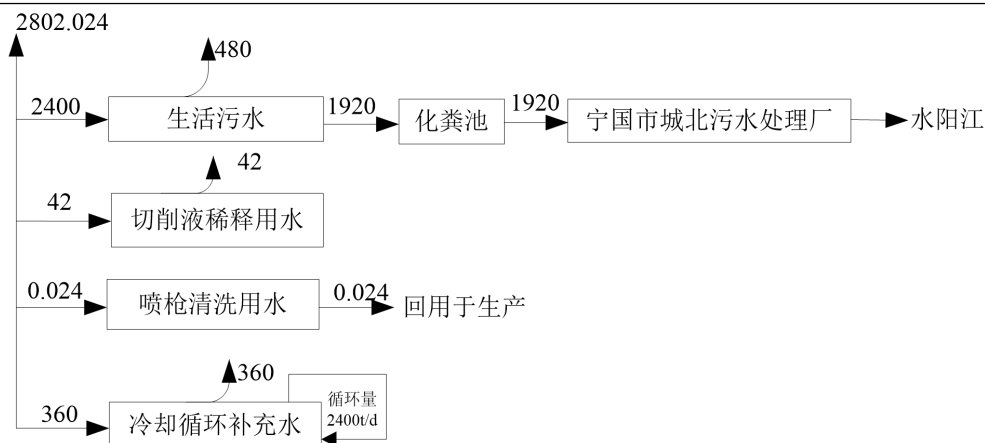 2802.024
480
2400
生活污水
1920
化粪池
1920
宁国市城北污水处理厂
水阳江
42
42
切削液稀释用水
0.024
喷枪清洗用水
0.024
回用于生产
360
360
冷却循环补充水
循环量
2400t/d